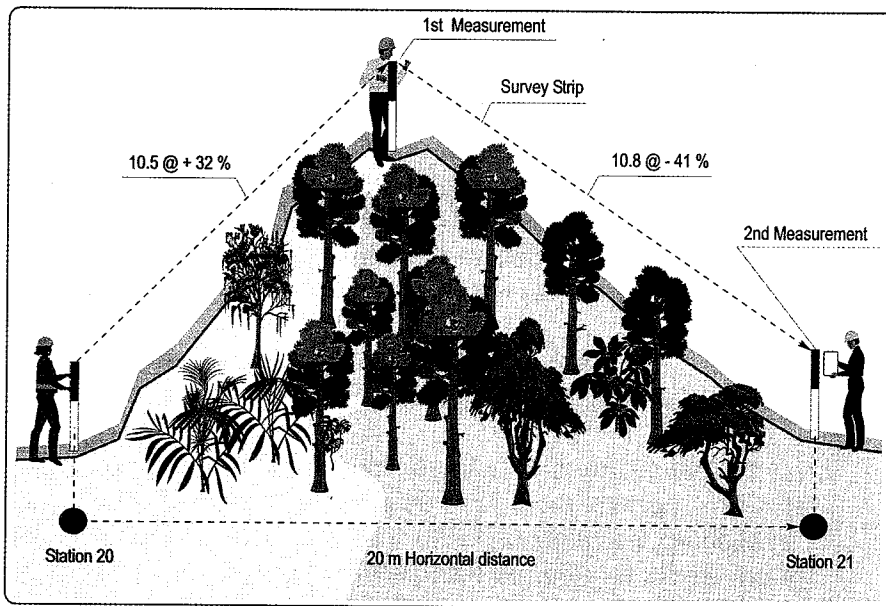 1st Measurement
Survey Strip
10.5 @ + 32 %
10.8 @ - 41 %
2nd Measurement
Station 20
20 m Horizontal distance
Station 21